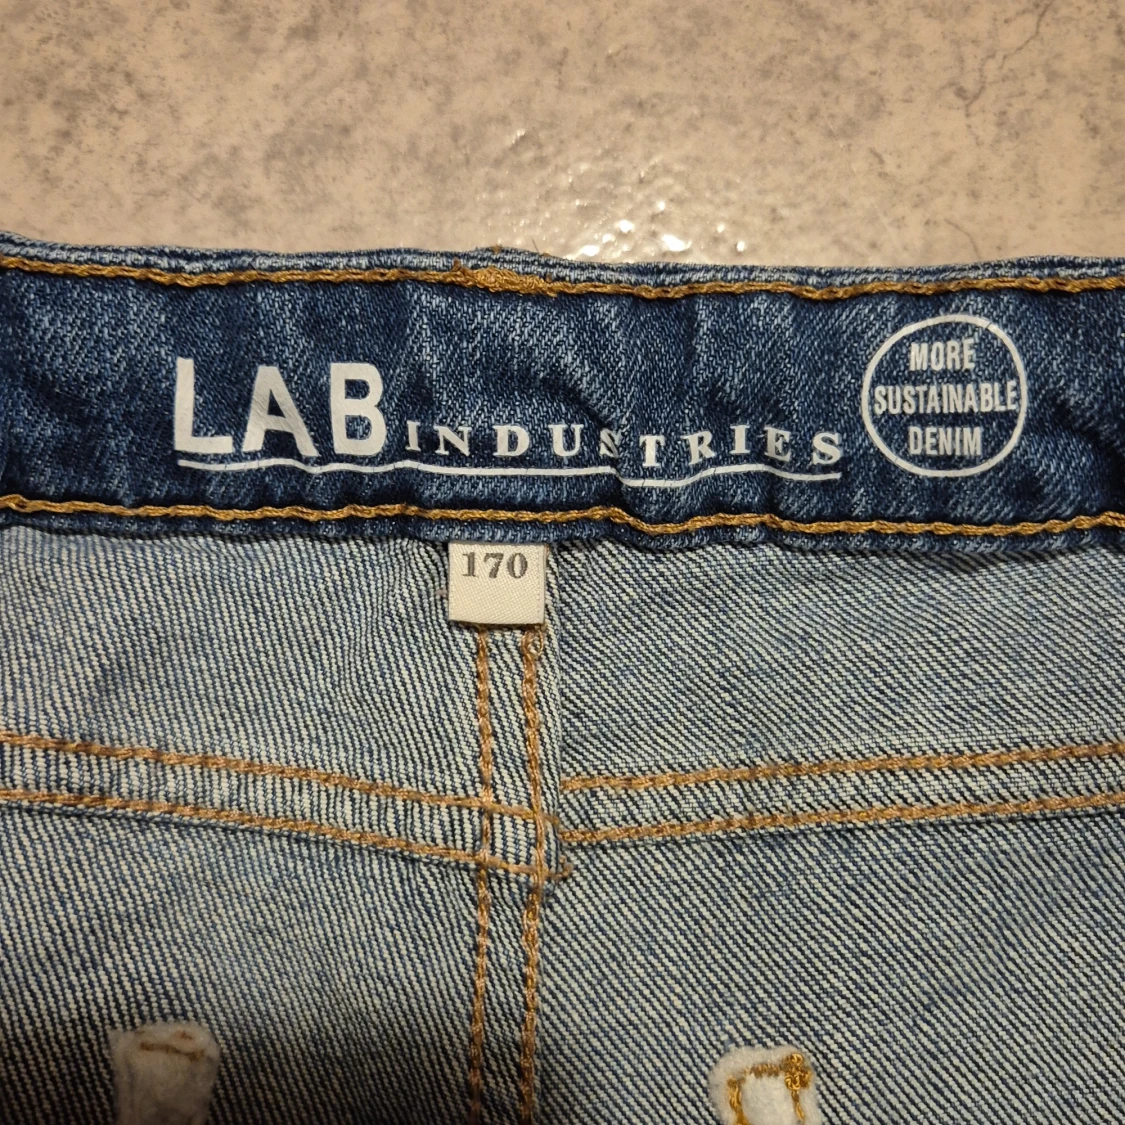 LAB INDUSTRIES
MORE
SUSTAINABLE
DENIM
170